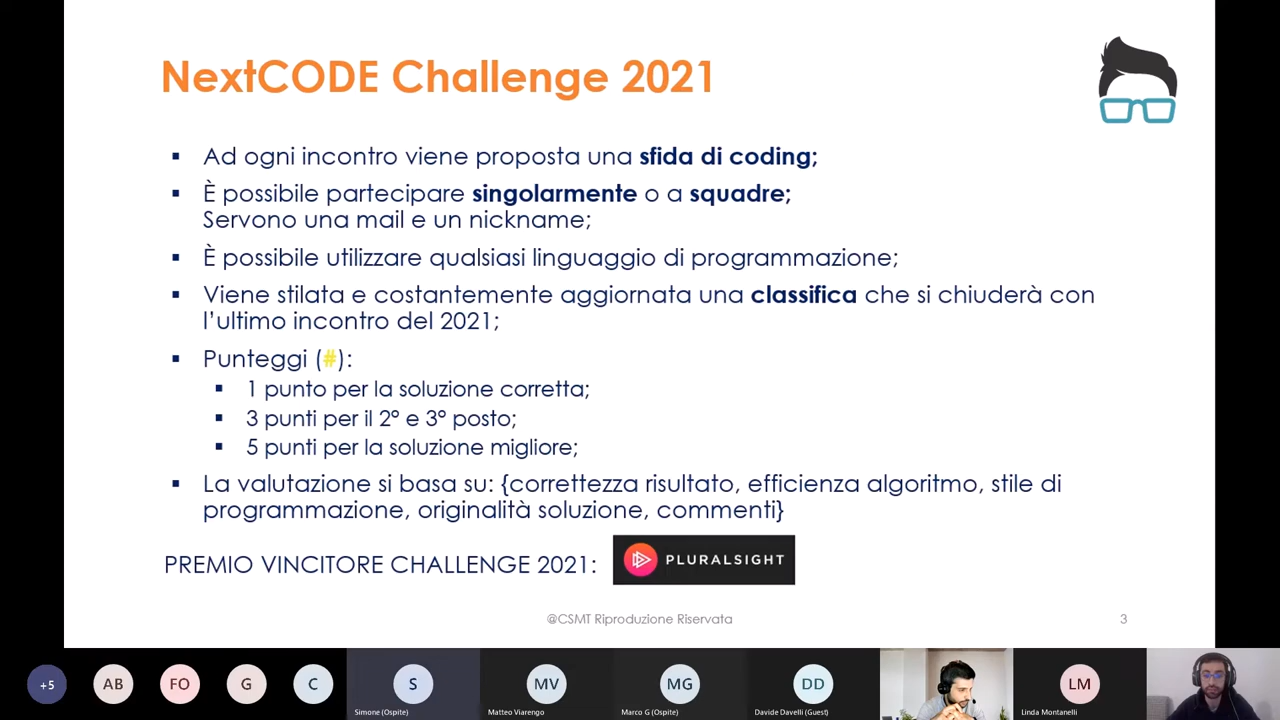 NextCODE Challenge 2021
▪ Ad ogni incontro viene proposta una sfida di coding;
▪ È possibile partecipare singolarmente o a squadre;
Servono una mail e un nickname;
▪ È possibile utilizzare qualsiasi linguaggio di programmazione;
▪ Viene stilata e costantemente aggiornata una classifica che si chiuderà con
l'ultimo incontro del 2021;
▪ Punteggi (#):
▪ 1 punto per la soluzione corretta;
▪ 3 punti per il 2° e 3° posto;
▪ 5 punti per la soluzione migliore;
▪ La valutazione si basa su: {correttezza risultato, efficienza algoritmo, stile di
programmazione, originalità soluzione, commenti}
PREMIO VINCITORE CHALLENGE 2021: PLURALSIGHT
@CSMT Riproduzione Riservata 3
+5 AB FO G C S MV MG DD LM
Simone (Ospite) Matteo Viarengo Marco G (Ospite) Davide Davelli (Guest) Linda Montanelli